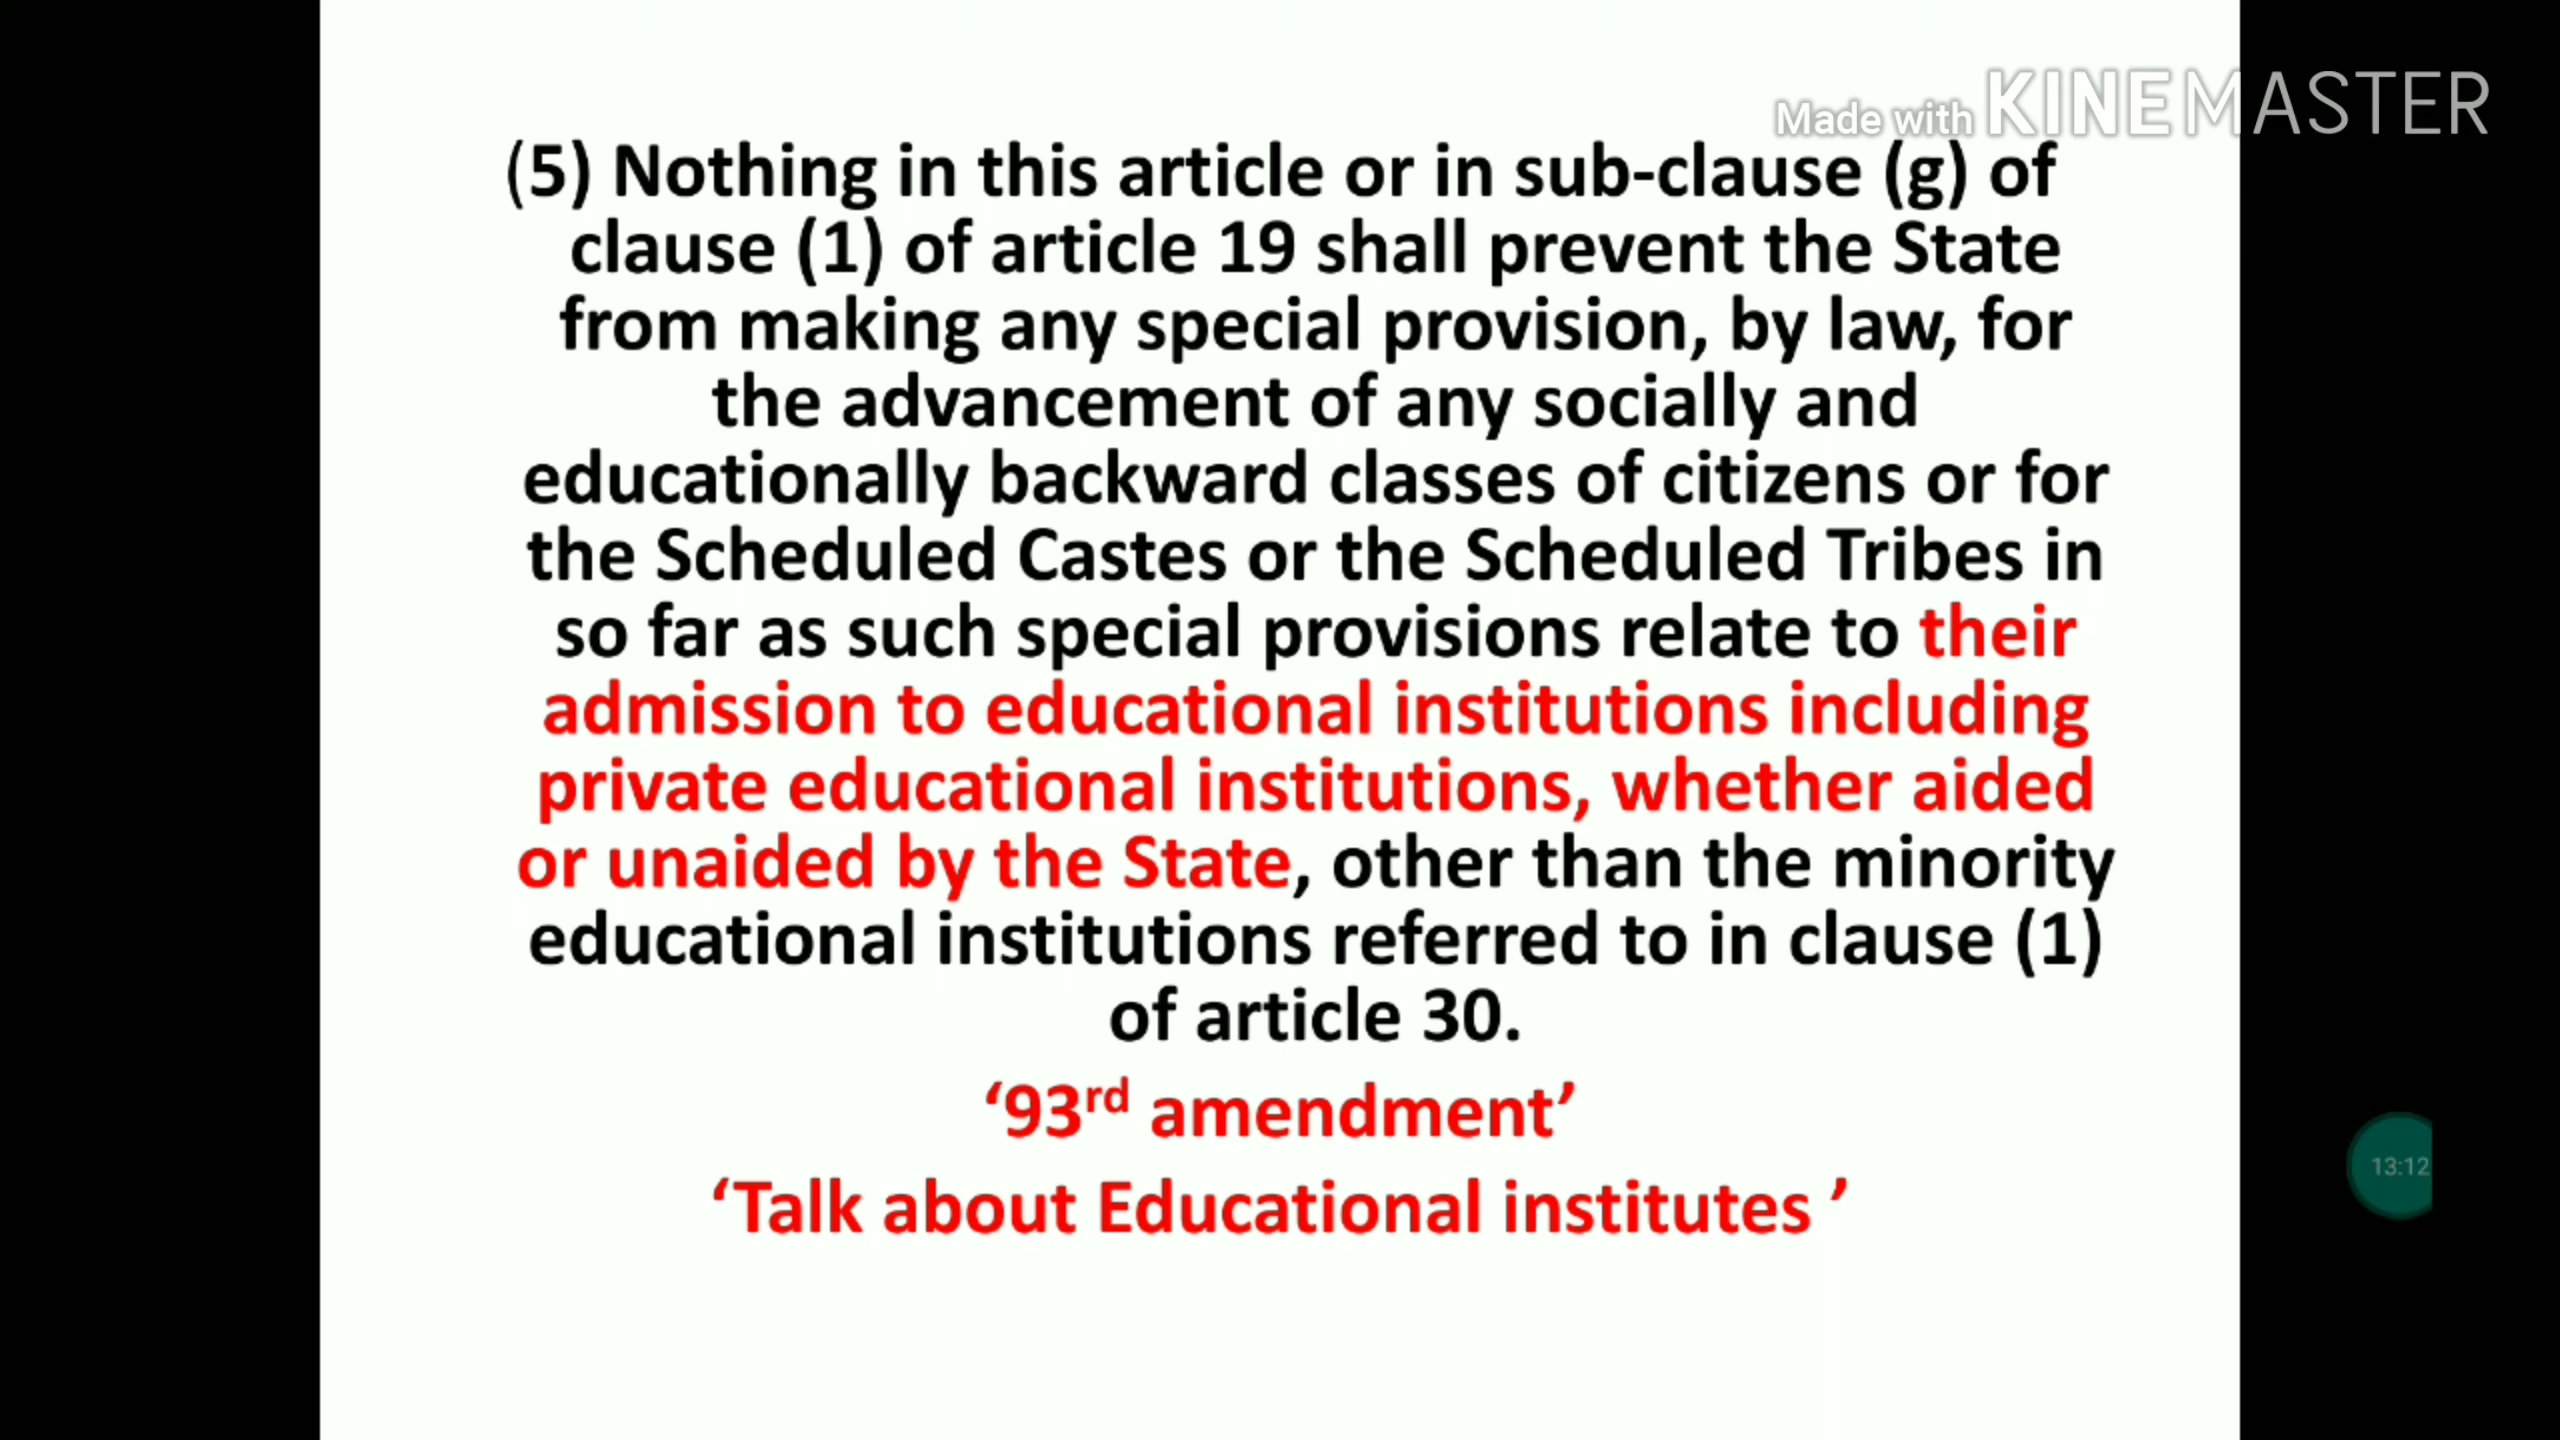 Made with KINEMASTER
(5) Nothing in this article or in sub-clause (g) of
clause (1) of article 19 shall prevent the State
from making any special provision, by law, for
the advancement of any socially and
educationally backward classes of citizens or for
the Scheduled Castes or the Scheduled Tribes in
so far as such special provisions relate to their
admission to educational institutions including
private educational institutions, whether aided
or unaided by the State, other than the minority
educational institutions referred to in clause (1)
of article 30.
‘93rd amendment’
‘Talk about Educational institutes ’
13:12